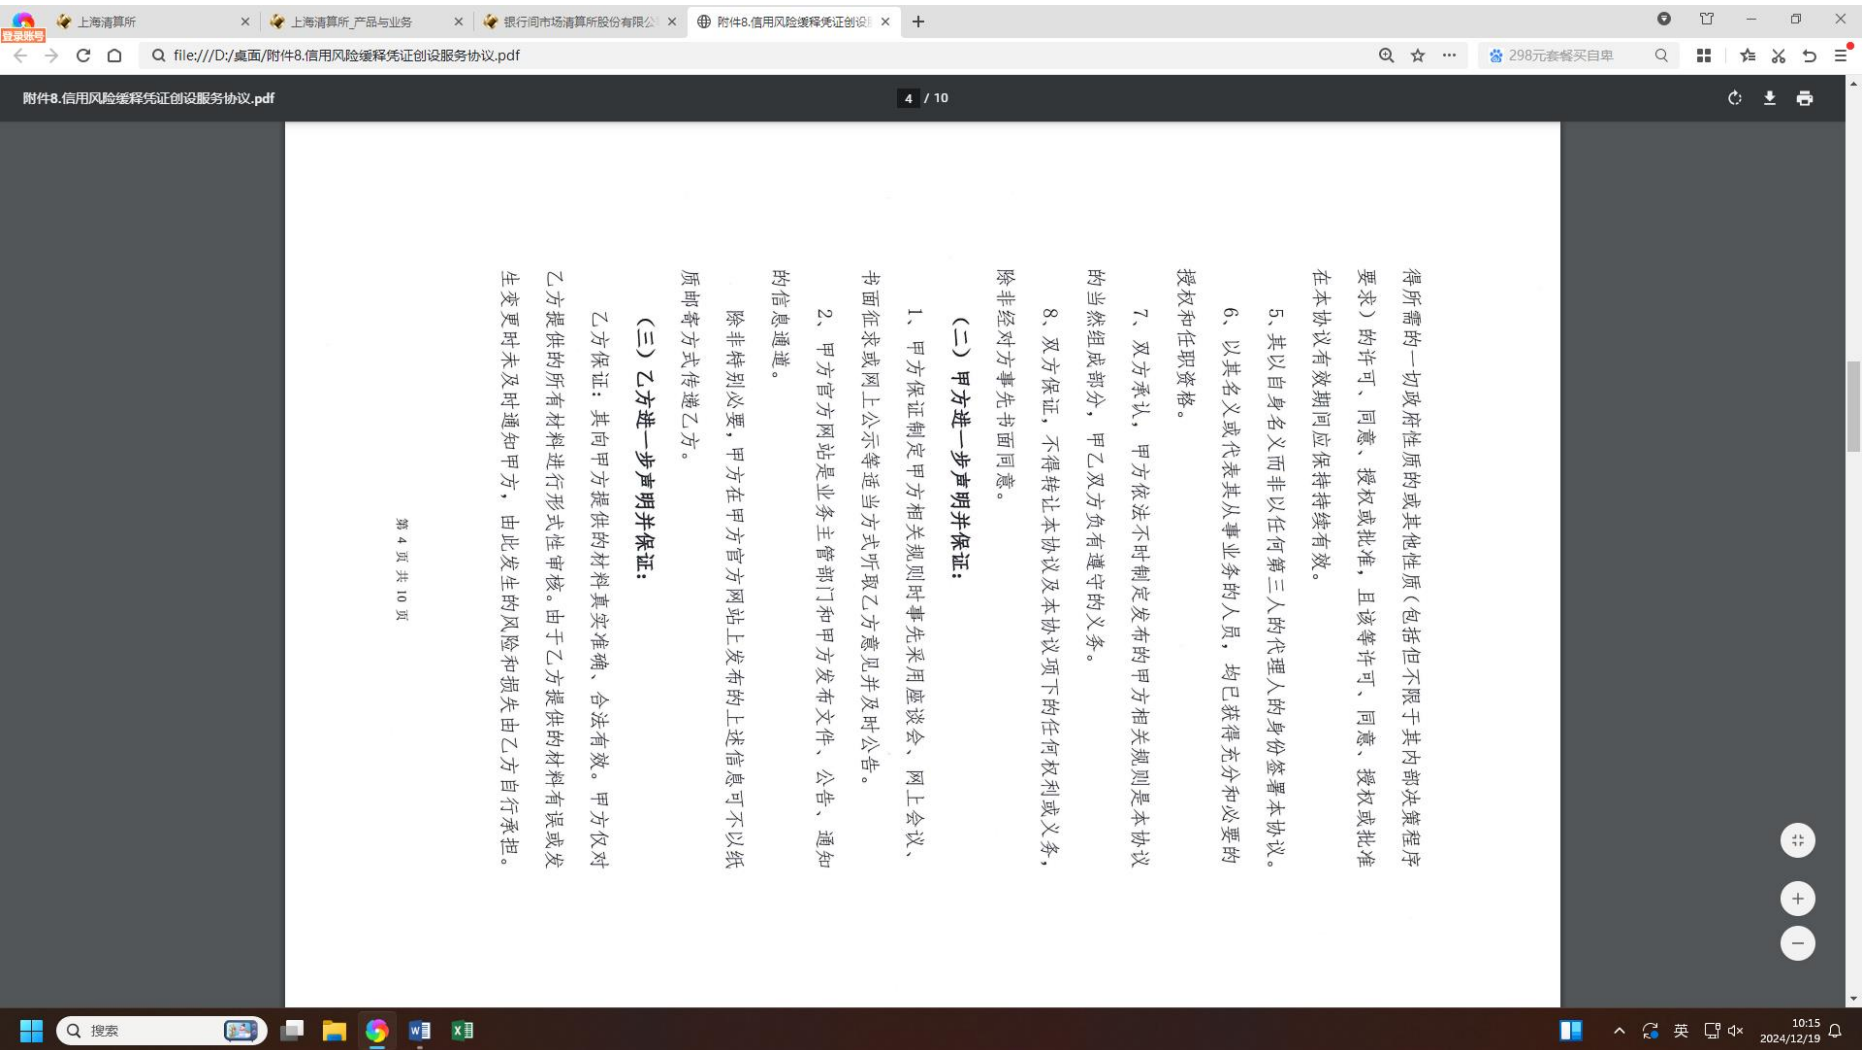 上海清算所
上海清算所_产品与业务
银行间市场清算所股份有限公
附件8.信用风险缓释凭证创设
登录账号
file:///D:/桌面/附件8.信用风险缓释凭证创设服务协议.pdf
298元套餐买自卑
附件8.信用风险缓释凭证创设服务协议.pdf
4 / 10
得所需的一切政府性质的或其他性质（包括但不限于其内部决策程序
要求）的许可、同意、授权或批准，且该等许可、同意、授权或批准
在本协议有效期间应保持持续有效。
5、其以自身名义而非以任何第三人的代理人的身份签署本协议。
6、以其名义或代表其从事业务的人员，均已获得充分和必要的
授权和任职资格。
7、双方承认，甲方依法不时制定发布的甲方相关规则是本协议
的当然组成部分，甲乙双方负有遵守的义务。
8、双方保证，不得转让本协议及本协议项下的任何权利或义务，
除非经对方事先书面同意。
（二）甲方进一步声明并保证：
1、甲方保证制定甲方相关规则时事先采用座谈会、网上会议、
书面征求或网上公示等适当方式听取乙方意见并及时公告。
2、甲方官方网站是业务主管部门和甲方发布文件、公告、通知
的信息通道。
除非特别必要，甲方在甲方官方网站上发布的上述信息可不以纸
质邮寄方式传递乙方。
（三）乙方进一步声明并保证：
乙方保证：其向甲方提供的材料真实准确、合法有效。甲方仅对
乙方提供的所有材料进行形式性审核。由于乙方提供的材料有误或发
生变更时未及时通知甲方，由此发生的风险和损失由乙方自行承担。
第 4 页 共 10 页
搜索
英
10:15
2024/12/19